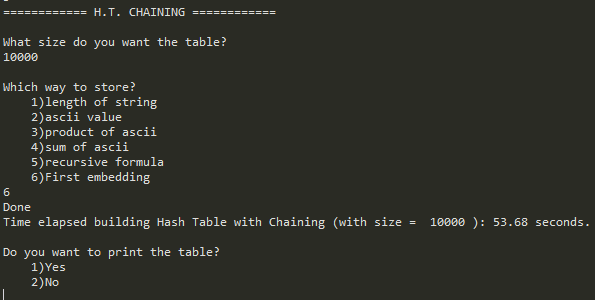 ============ H.T. CHAINING ============
What size do you want the table?
10000
Which way to store?
1)length of string
2)ascii value
3)product of ascii
4)sum of ascii
5)recursive formula
6)First embedding
6
Done
Time elapsed building Hash Table with Chaining (with size =  10000 ): 53.68 seconds.
Do you want to print the table?
1)Yes
2)No